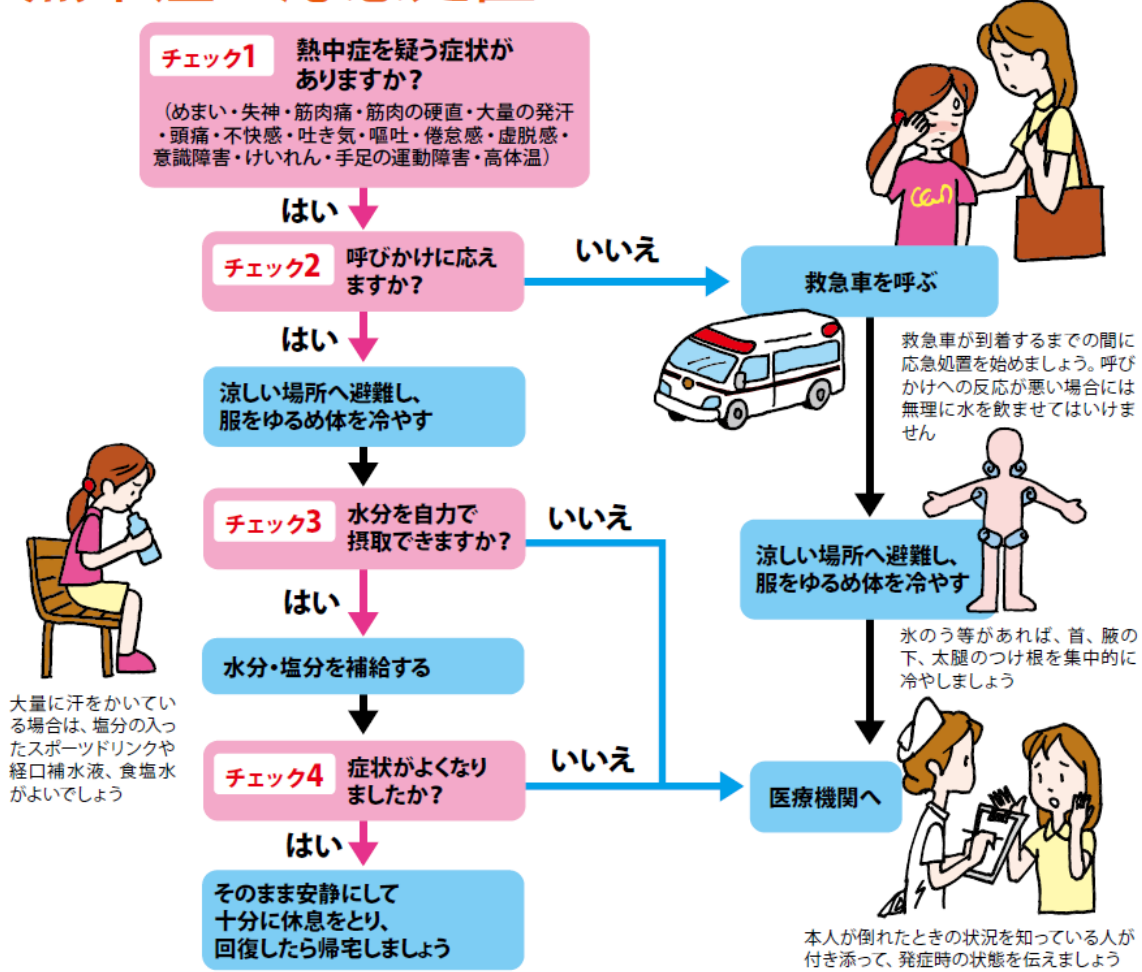 チェック1 熱中症を疑う症状が
ありますか？
（めまい・失神・筋肉痛・筋肉の硬直・大量の発汗
・頭痛・不快感・吐き気・嘔吐・倦怠感・虚脱感・
意識障害・けいれん・手足の運動障害・高体温）
はい
チェック2 呼びかけに応え
ますか？
いいえ
救急車を呼ぶ
救急車が到着するまでの間に
応急処置を始めましょう。呼び
かけへの反応が悪い場合には
無理に水を飲ませてはいけま
せん
はい
涼しい場所へ避難し、
服をゆるめ体を冷やす
チェック3 水分を自力で
摂取できますか？
いいえ
涼しい場所へ避難し、
服をゆるめ体を冷やす
氷のう等があれば、首、腋の
下、太腿のつけ根を集中的に
冷やしましょう
はい
水分・塩分を補給する
大量に汗をかいてい
る場合は、塩分の入っ
たスポーツドリンクや
経口補水液、食塩水
がよいでしょう
チェック4 症状がよくなり
ましたか？
いいえ
医療機関へ
はい
そのまま安静にして
十分に休息をとり、
回復したら帰宅しましょう
本人が倒れたときの状況を知っている人が
付き添って、発症時の状態を伝えましょう